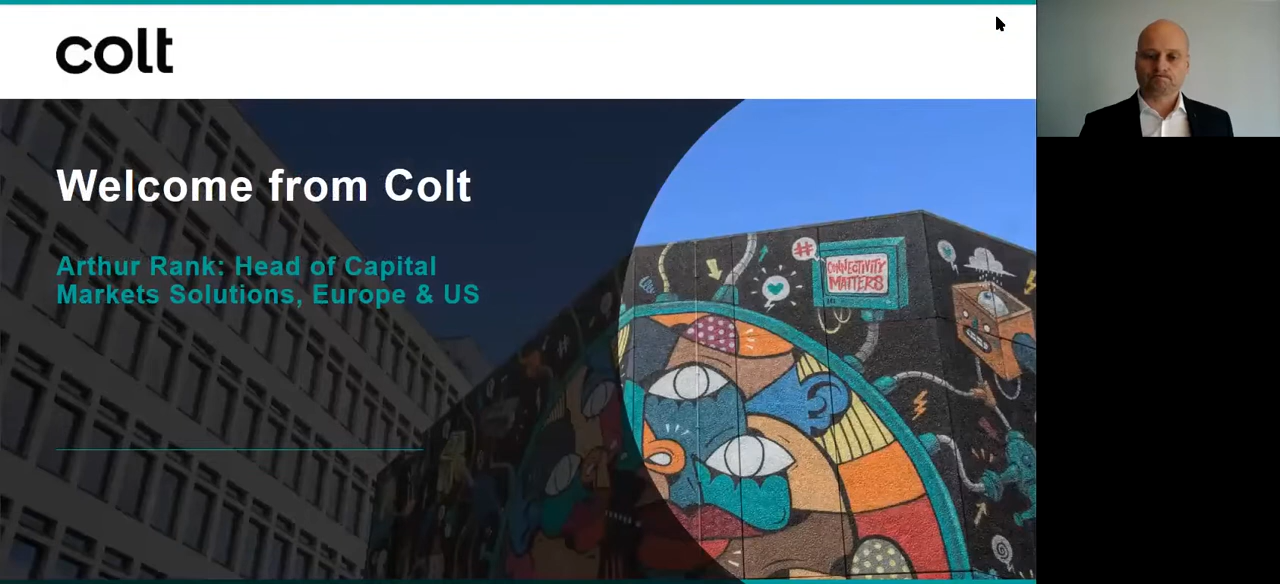 colt
Welcome from Colt
Arthur Rank: Head of Capital
Markets Solutions, Europe & US
#
CONNECTIVITY
MATTERS
#